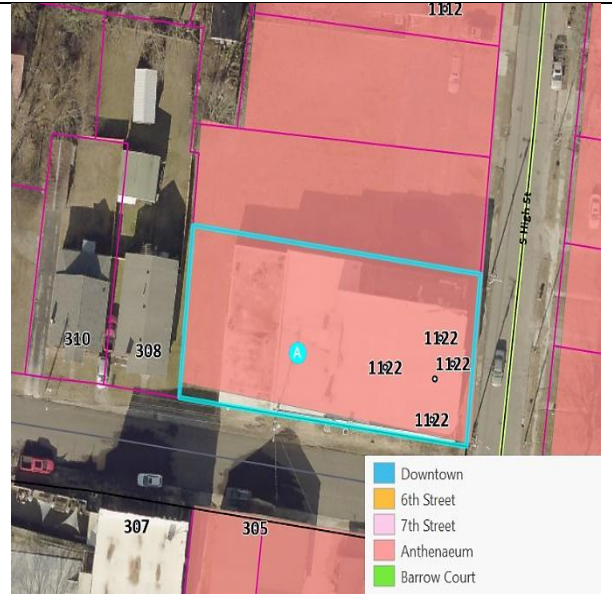 1112
S High St
310
308
A
1122
1122
1122
1122
307
305
Downtown
6th Street
7th Street
Anthenaeum
Barrow Court